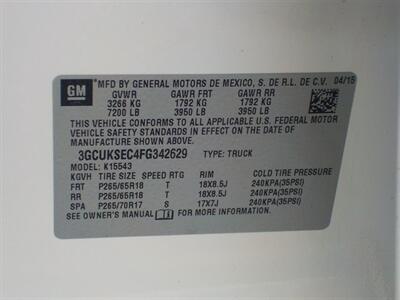 GM
*MFD BY GENERAL MOTORS DE MEXICO, S. DE R.L. DE C.V. 04/15
GVWR GAWR FRT GAWR RR
3266 KG 1792 KG 1792 KG
7200 LB 3950 LB 3950 LB
THIS VEHICLE CONFORMS TO ALL APPLICABLE U.S. FEDERAL MOTOR
VEHICLE SAFETY STANDARDS IN EFFECT ON THE DATE OF
MANUFACTURE SHOWN ABOVE.
3GCUKSEC4FG342629 TYPE: TRUCK
MODEL: K15543
KGVH TIRE SIZE SPEED RTG RIM COLD TIRE PRESSURE
FRT P265/65R18 T 18X8.5J 240KPA(35PSI)
RR P265/65R18 T 18X8.5J 240KPA(35PSI)
SPA P265/70R17 S 17X7J 240KPA(35PSI)
SEE OWNER'S MANUAL FOR MORE INFORMATION.